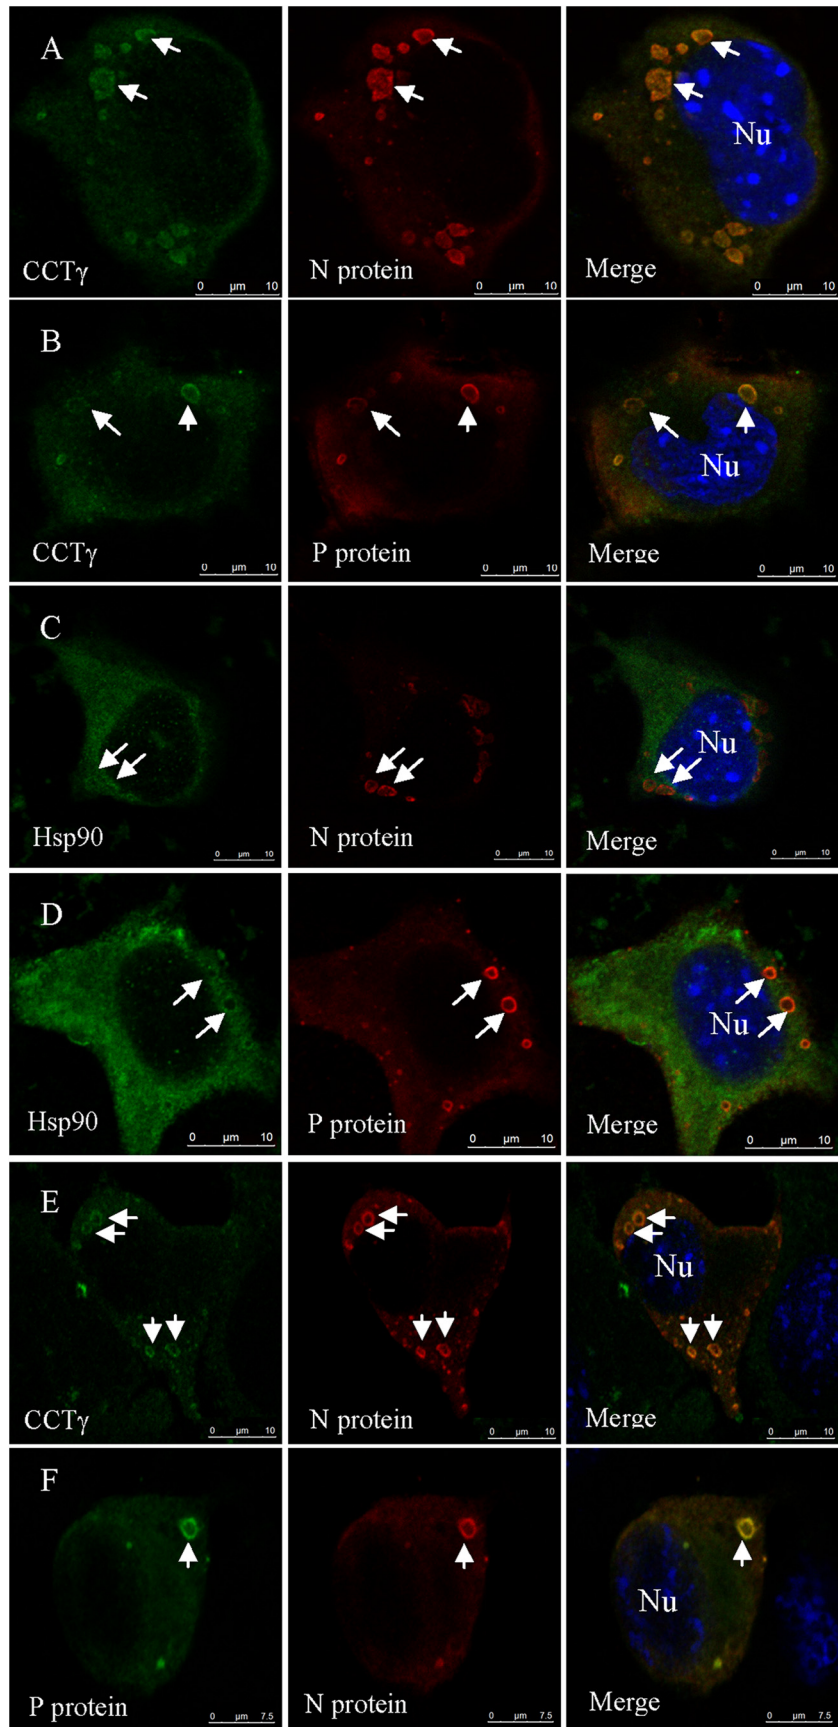 A
Nu
CCTγ
0 µm 10
N protein
0 µm 10
Merge
0 µm 10
B
Nu
CCTγ
0 µm 10
P protein
0 µm 10
Merge
0 µm 10
C
Nu
Hsp90
0 µm 10
N protein
0 µm 10
Merge
0 µm 10
D
Nu
Hsp90
0 µm 10
P protein
0 µm 10
Merge
0 µm 10
E
Nu
CCTγ
0 µm 10
N protein
0 µm 10
Merge
0 µm 10
F
Nu
P protein
0 µm 7.5
N protein
0 µm 7.5
Merge
0 µm 7.5